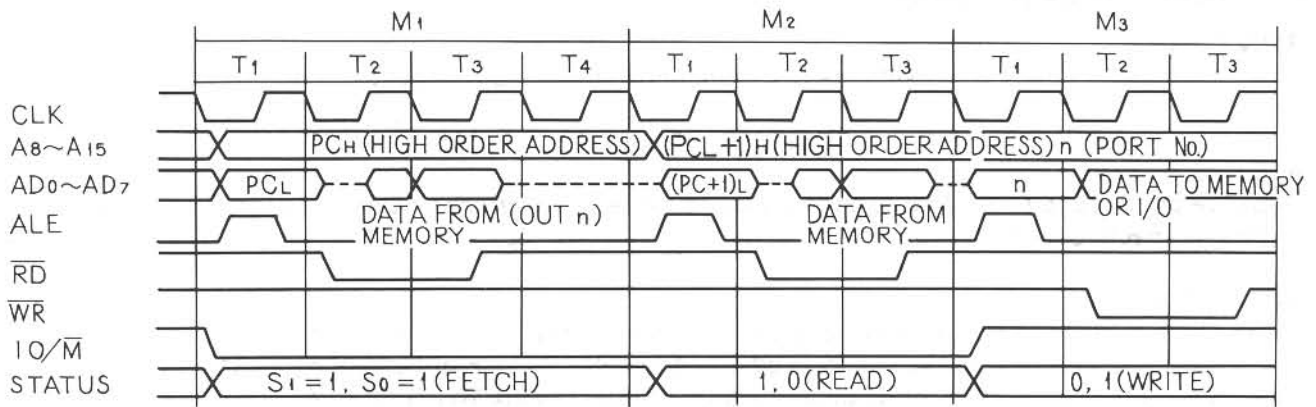 M1 M2 M3
T1 T2 T3 T4 T1 T2 T3 T1 T2 T3
CLK
A8~A15 PCH (HIGH ORDER ADDRESS) (PCL+1)H (HIGH ORDER ADDRESS) n (PORT No.)
AD0~AD7 PCL (PC+1)L n DATA TO MEMORY
OR I/O
ALE DATA FROM (OUT n) DATA FROM
MEMORY MEMORY
RD
WR
IO/M
STATUS S1=1, S0=1 (FETCH) 1, 0 (READ) 0, 1 (WRITE)